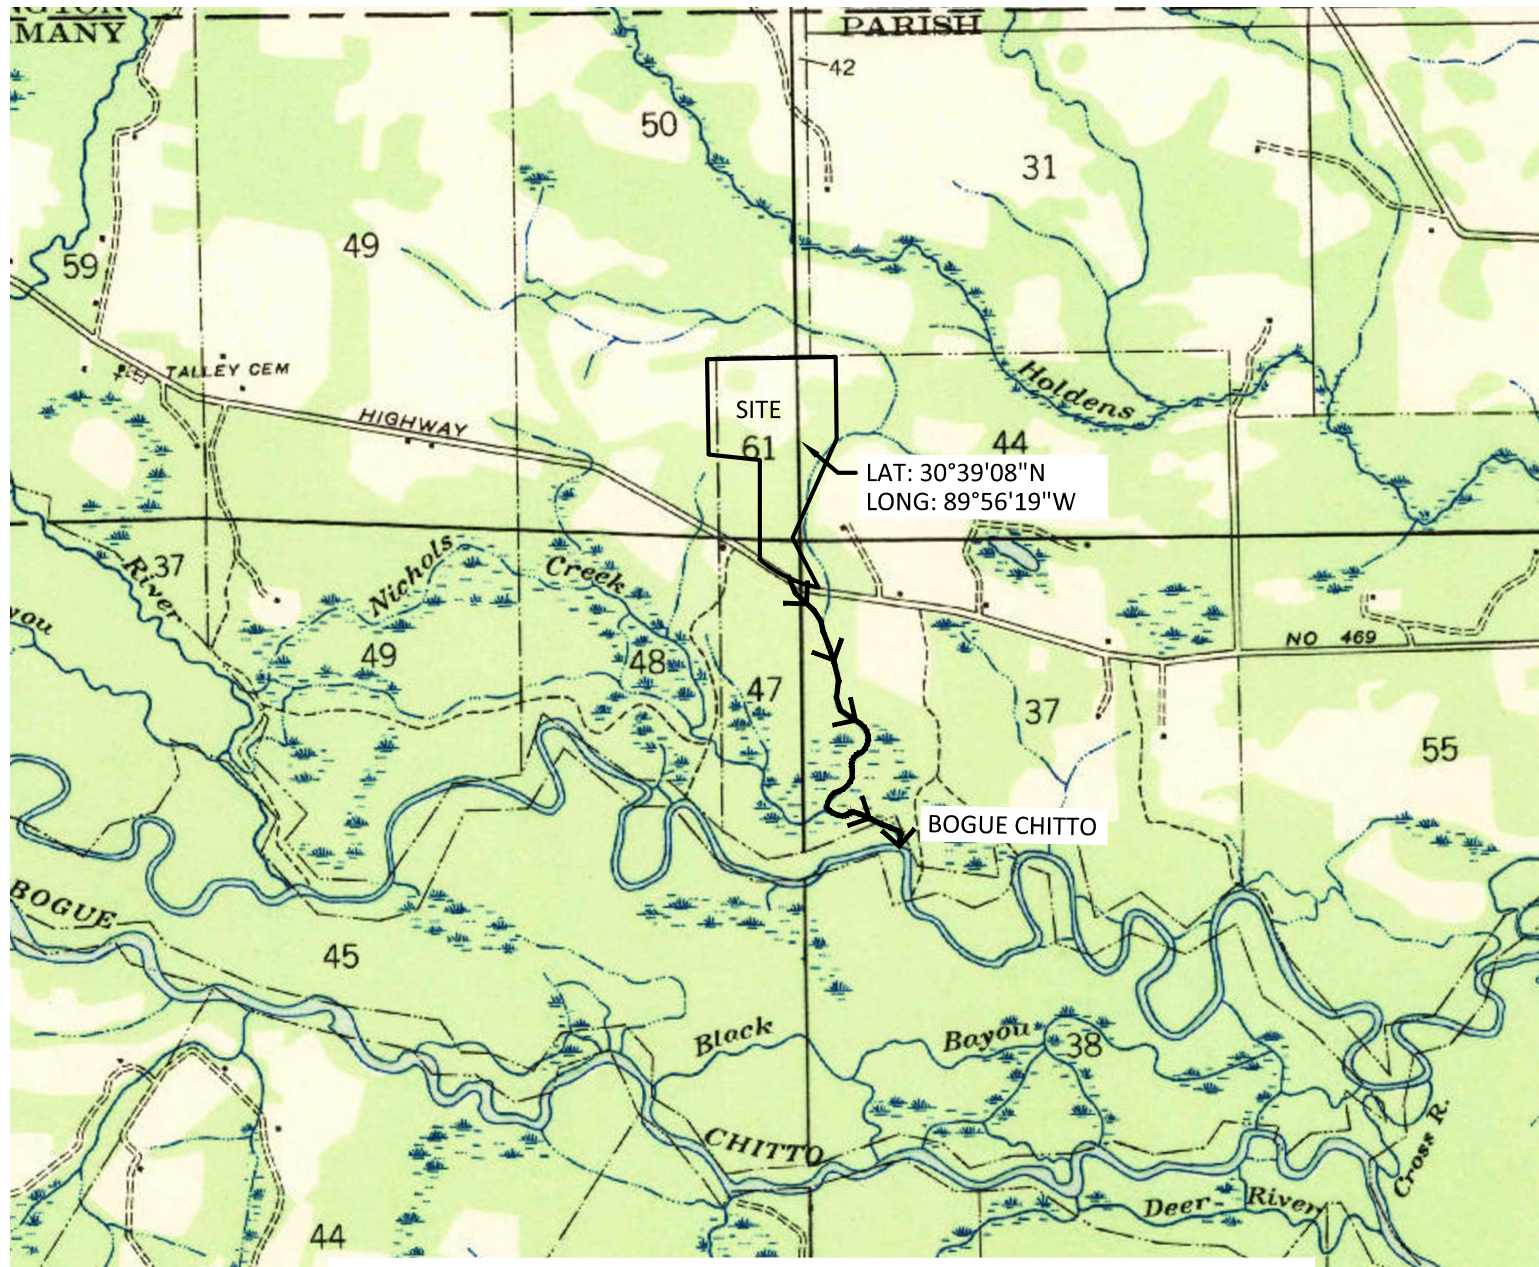 MANY
PARISH
42
50
31
49
59
TALLEY CEM
HIGHWAY
Holdens
SITE
61
44
LAT: 30°39'08"N
LONG: 89°56'19"W
37
River
Nichols
Creek
49
48
47
37
NO 469
55
BOGUE CHITTO
BOGUE
45
Black
Bayou
38
CHITTO
Cross R.
Deer River
44